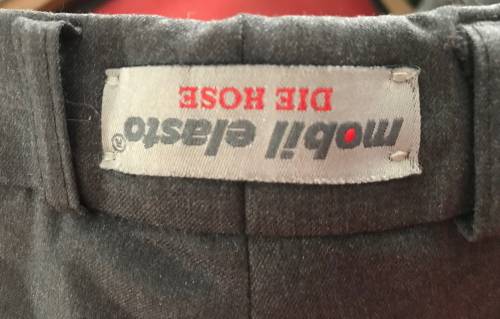 mobil elasto®
DIE HOSE